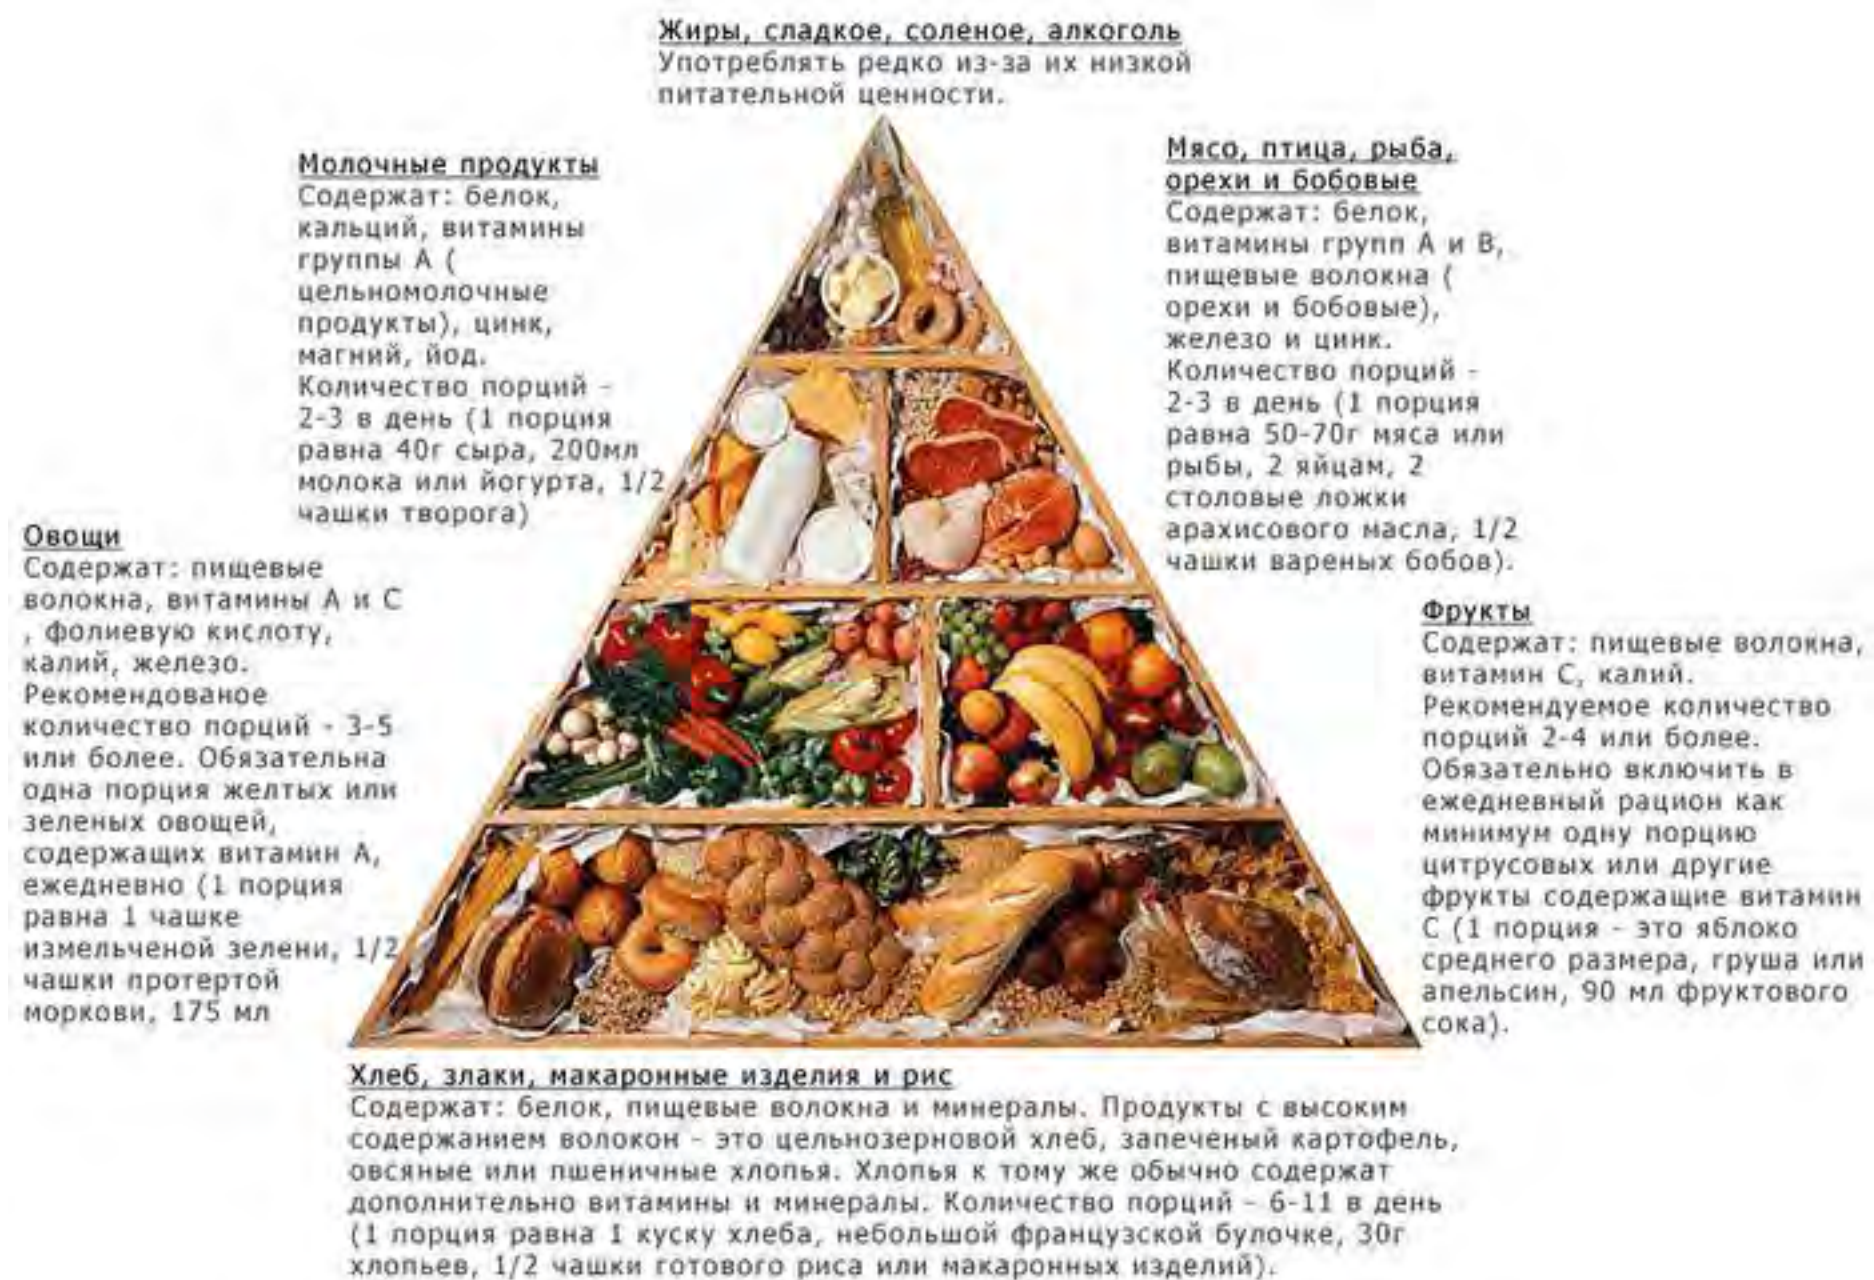 Жиры, сладкое, соленое, алкоголь
Употреблять редко из-за их низкой
питательной ценности.
Молочные продукты
Содержат: белок,
кальций, витамины
группы А (
цельномолочные
продукты), цинк,
магний, йод.
Количество порций -
2-3 в день (1 порция
равна 40г сыра, 200мл
молока или йогурта, 1/2
чашки творога)
Мясо, птица, рыба,
орехи и бобовые
Содержат: белок,
витамины групп А и В,
пищевые волокна (
орехи и бобовые),
железо и цинк.
Количество порций -
2-3 в день (1 порция
равна 50-70г мяса или
рыбы, 2 яйцам, 2
столовые ложки
арахисового масла, 1/2
чашки вареных бобов).
Овощи
Содержат: пищевые
волокна, витамины А и С
, фолиевую кислоту,
калий, железо.
Рекомендованое
количество порций - 3-5
или более. Обязательна
одна порция желтых или
зеленых овощей,
содержащих витамин А,
ежедневно (1 порция
равна 1 чашке
измельченой зелени, 1/2
чашки протертой
моркови, 175 мл
Фрукты
Содержат: пищевые волокна,
витамин С, калий.
Рекомендуемое количество
порций 2-4 или более.
Обязательно включить в
ежедневный рацион как
минимум одну порцию
цитрусовых или другие
фрукты содержащие витамин
С (1 порция - это яблоко
среднего размера, груша или
апельсин, 90 мл фруктового
сока).
Хлеб, злаки, макаронные изделия и рис
Содержат: белок, пищевые волокна и минералы. Продукты с высоким
содержанием волокон - это цельнозерновой хлеб, запеченый картофель,
овсяные или пшеничные хлопья. Хлопья к тому же обычно содержат
дополнительно витамины и минералы. Количество порций - 6-11 в день
(1 порция равна 1 куску хлеба, небольшой французской булочке, 30г
хлопьев, 1/2 чашки готового риса или макаронных изделий).